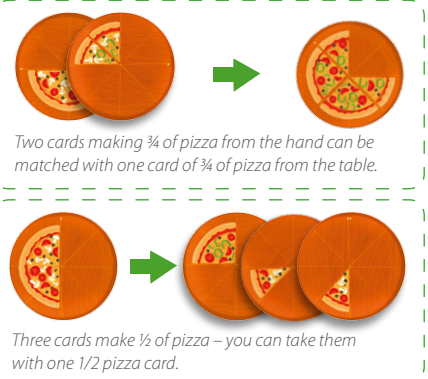 Two cards making ¾ of pizza from the hand can be
matched with one card of ¾ of pizza from the table.
Three cards make ½ of pizza – you can take them
with one 1/2 pizza card.